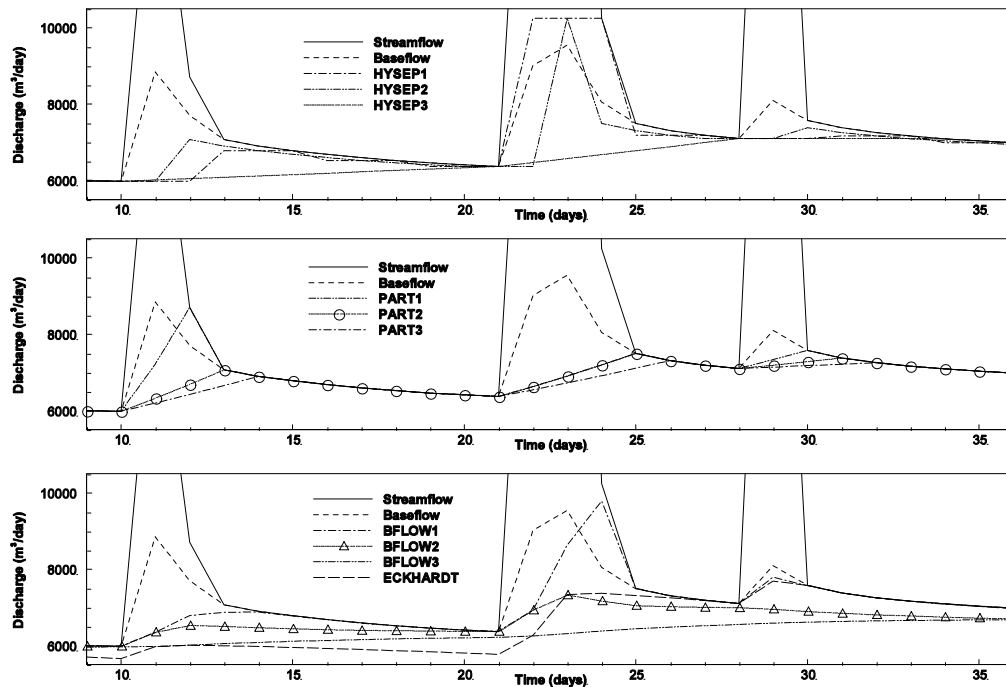 10000
8000
6000
Discharge (m³/day)
Streamflow
Baseflow
HYSEP1
HYSEP2
HYSEP3
10. 15. 20. 25. 30. 35.
Time (days)
10000
8000
6000
Discharge (m³/day)
Streamflow
Baseflow
PART1
PART2
PART3
10. 15. 20. 25. 30. 35.
Time (days)
10000
8000
6000
Discharge (m³/day)
Streamflow
Baseflow
BFLOW1
BFLOW2
BFLOW3
ECKHARDT
10. 15. 20. 25. 30. 35.
Time (days)